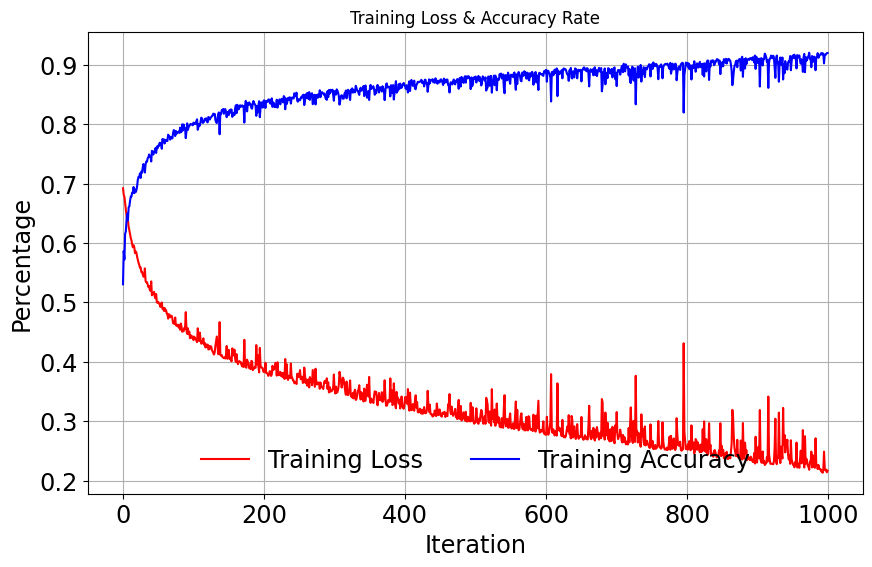 Training Loss & Accuracy Rate
Percentage
0.9
0.8
0.7
0.6
0.5
0.4
0.3
0.2
Training Loss Training Accuracy
0 200 400 600 800 1000
Iteration